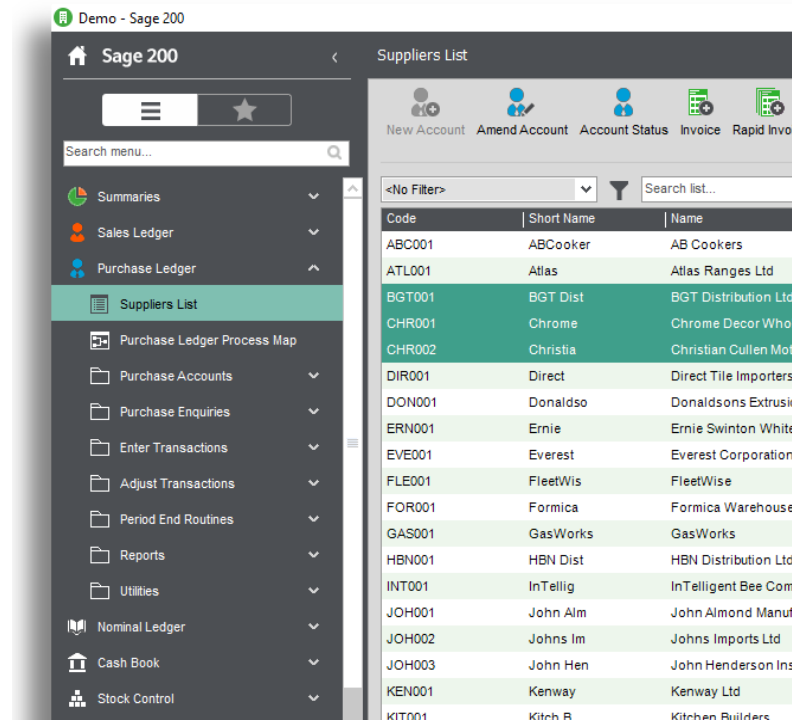 Demo - Sage 200
Sage 200
Suppliers List
New Account Amend Account Account Status Invoice Rapid Invo
Search menu...
<No Filter> Search list...
Summaries
Sales Ledger
Purchase Ledger
Suppliers List
Purchase Ledger Process Map
Purchase Accounts
Purchase Enquiries
Enter Transactions
Adjust Transactions
Period End Routines
Reports
Utilities
Nominal Ledger
Cash Book
Stock Control
Code Short Name Name
ABC001 ABCooker AB Cookers
ATL001 Atlas Atlas Ranges Ltd
BGT001 BGT Dist BGT Distribution Ltd
CHR001 Chrome Chrome Decor Who
CHR002 Christia Christian Cullen Mot
DIR001 Direct Direct Tile Importers
DON001 Donaldso Donaldsons Extrusi
ERN001 Ernie Ernie Swinton White
EVE001 Everest Everest Corporation
FLE001 FleetWis FleetWise
FOR001 Formica Formica Warehouse
GAS001 GasWorks GasWorks
HBN001 HBN Dist HBN Distribution Ltd
INT001 InTellig InTelligent Bee Com
JOH001 John Alm John Almond Manuf
JOH002 Johns Im Johns Imports Ltd
JOH003 John Hen John Henderson Ins
KEN001 Kenway Kenway Ltd
KIT001 Kitch B Kitchen Builders